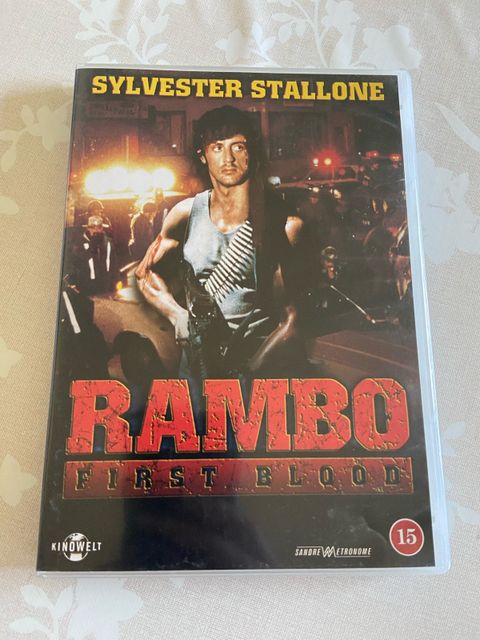 SYLVESTER STALLONE
RAMBO
FIRST BLOOD
KINOWELT
SANDREW METRONOME
15